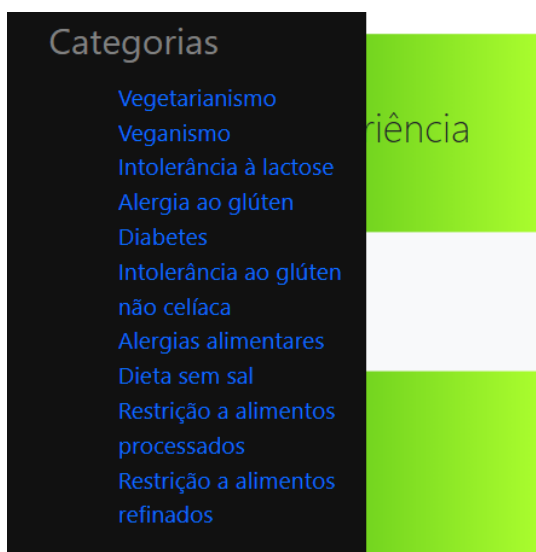 Categorias
Vegetarianismo
Veganismo
riência
Intolerância à lactose
Alergia ao glúten
Diabetes
Intolerância ao glúten
não celíaca
Alergias alimentares
Dieta sem sal
Restrição a alimentos
processados
Restrição a alimentos
refinados